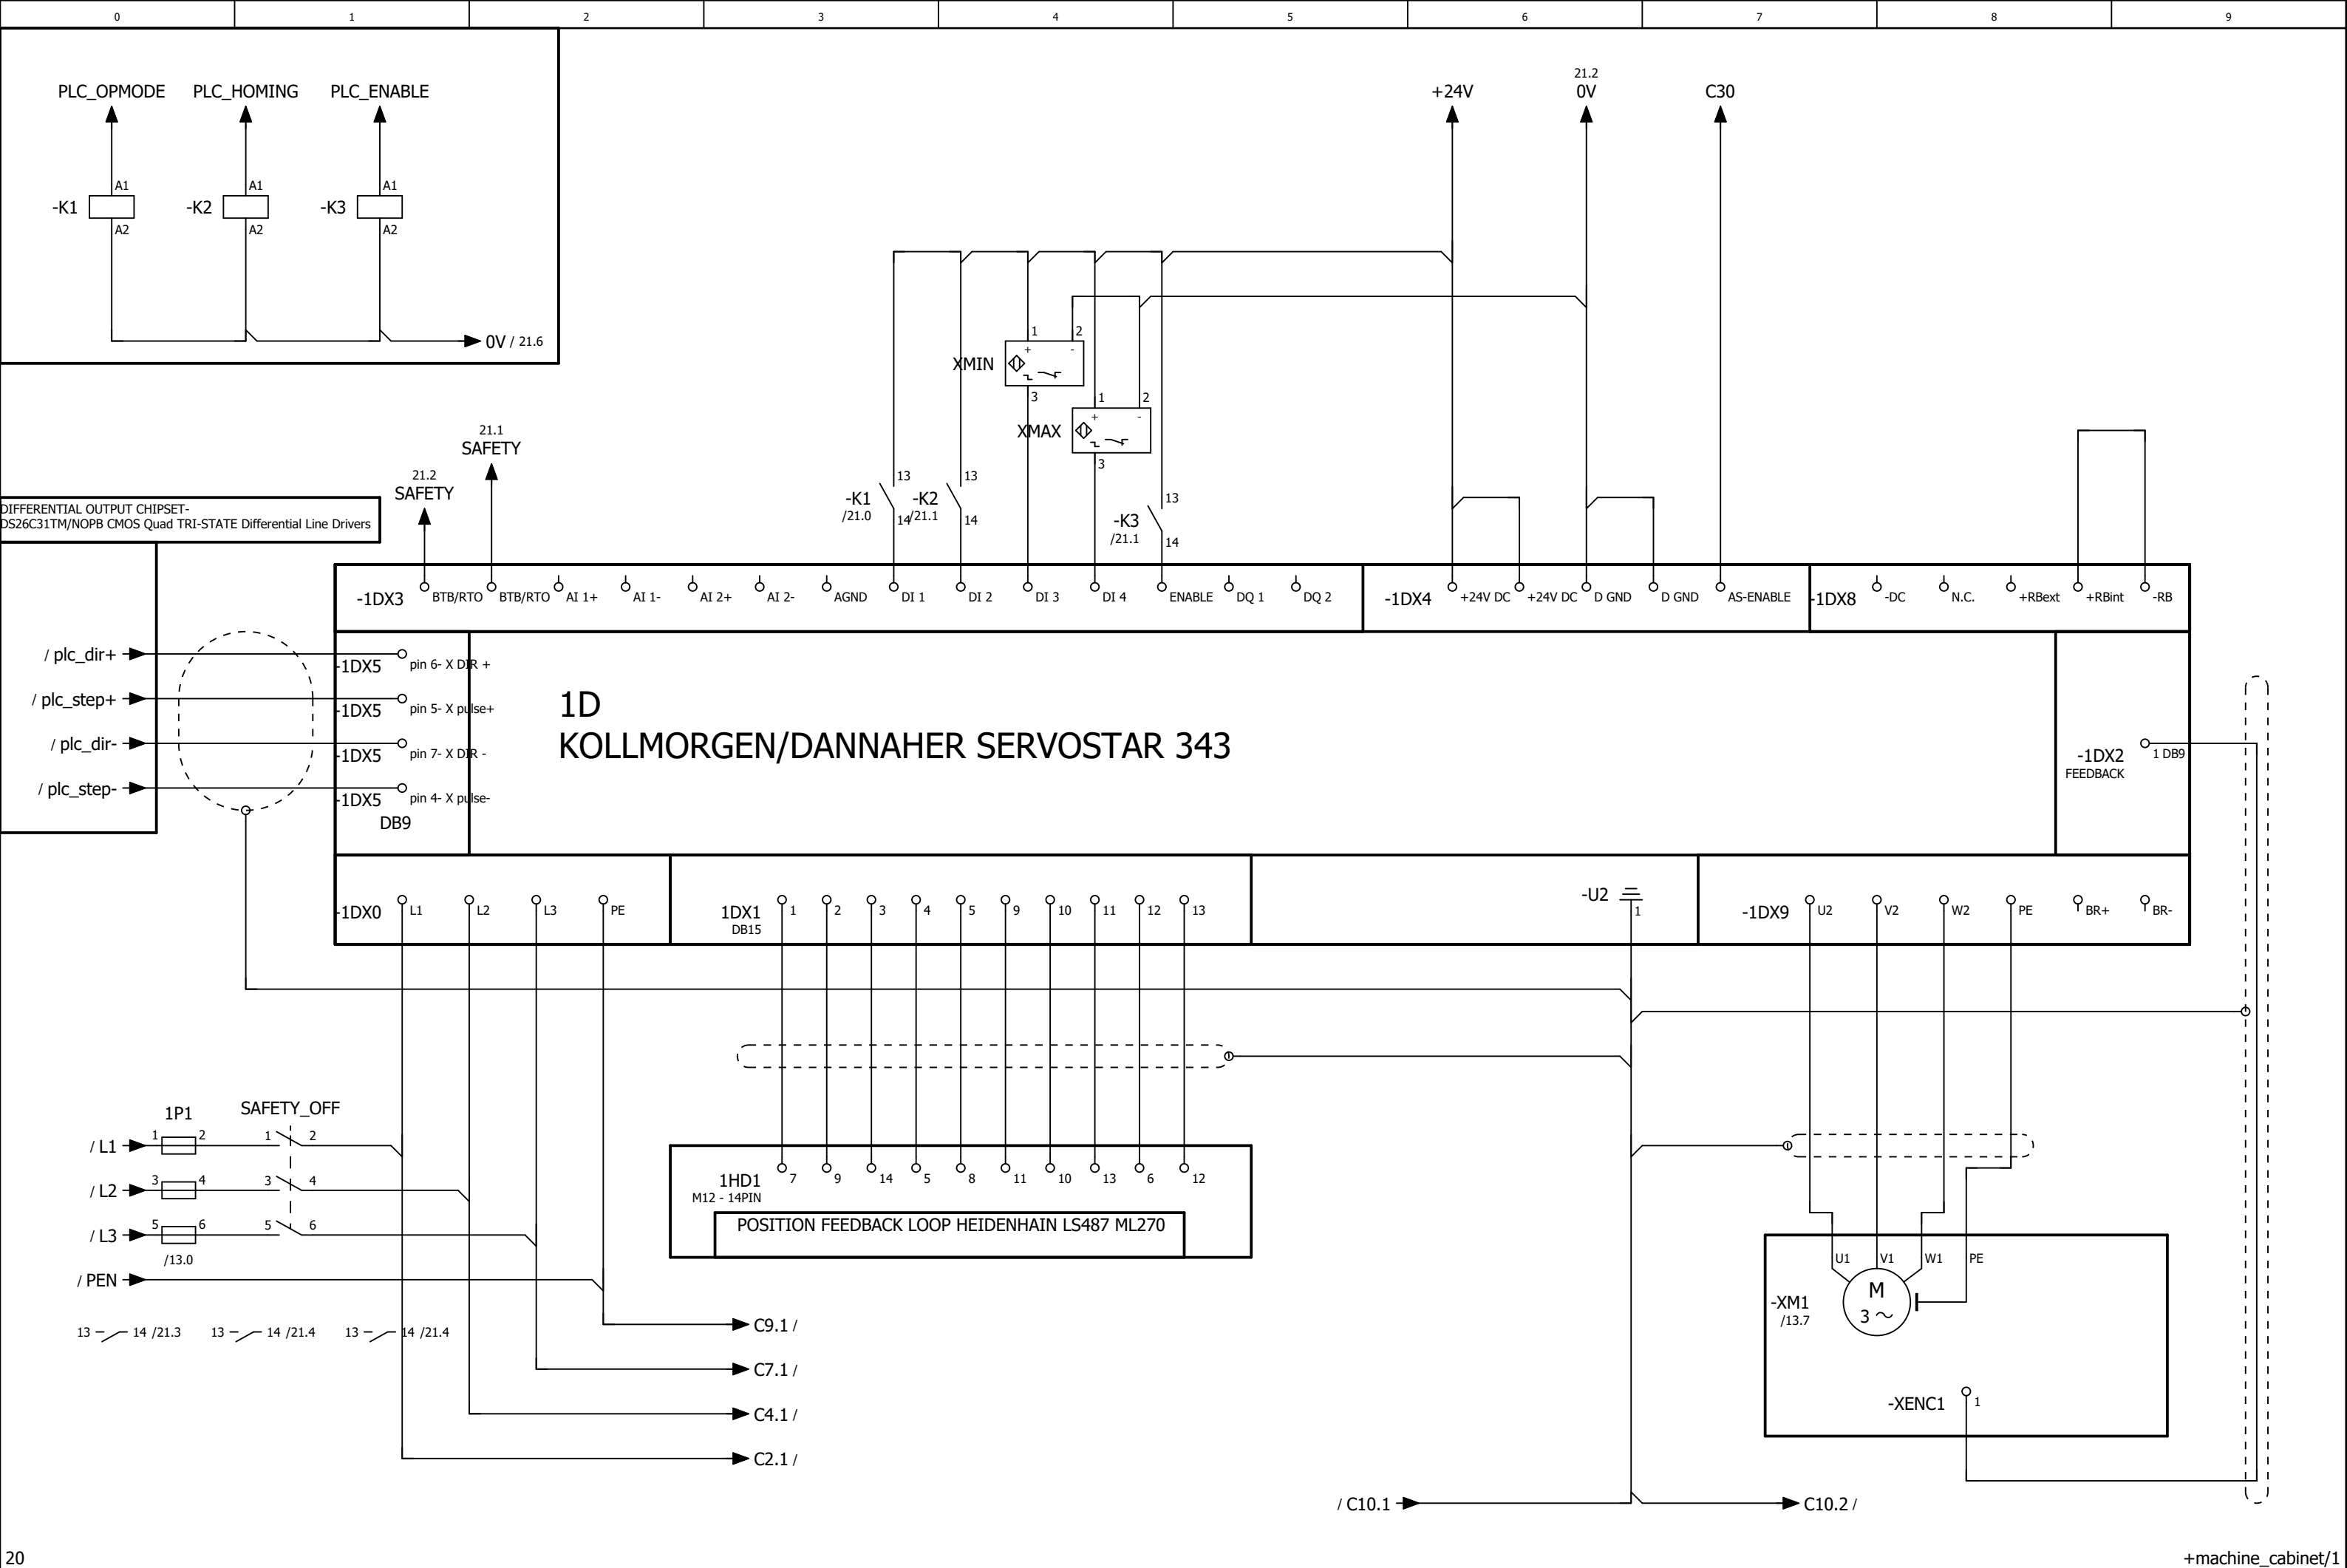 0 1 2 3 4 5 6 7 8 9
PLC_OPMODE PLC_HOMING PLC_ENABLE
A1 A1 A1
-K1 -K2 -K3
A2 A2 A2
0V / 21.6
21.2
+24V 0V C30
1 2
+ -
XMIN
3
1 2
+ -
XMAX
3
21.1
SAFETY
21.2
SAFETY
13 13
-K1 -K2
/21.0 14 /21.1 14
13
-K3
/21.1 14
DIFFERENTIAL OUTPUT CHIPSET-
DS26C31TM/NOPB CMOS Quad TRI-STATE Differential Line Drivers
-1DX3 BTB/RTO BTB/RTO AI 1+ AI 1- AI 2+ AI 2- AGND DI 1 DI 2 DI 3 DI 4 ENABLE DQ 1 DQ 2
-1DX4 +24V DC +24V DC D GND D GND AS-ENABLE
-1DX8 -DC N.C. +RBext +RBint -RB
/ plc_dir+ -1DX5 pin 6- X DIR +
/ plc_step+ -1DX5 pin 5- X pulse+
/ plc_dir- -1DX5 pin 7- X DIR -
/ plc_step- -1DX5 pin 4- X pulse-
DB9
1D
KOLLMORGEN/DANNAHER SERVOSTAR 343
-1DX2 1 DB9
FEEDBACK
-1DX0 L1 L2 L3 PE
1DX1 1 2 3 4 5 9 10 11 12 13
DB15
-U2 1
-1DX9 U2 V2 W2 PE BR+ BR-
1P1 SAFETY_OFF
/ L1 1 2 1 2
/ L2 3 4 3 4
/ L3 5 6 5 6
/13.0
/ PEN
1HD1 7 9 14 5 8 11 10 13 6 12
M12 - 14PIN
POSITION FEEDBACK LOOP HEIDENHAIN LS487 ML270
U1 V1 W1 PE
-XM1 M
/13.7 3
-XENC1 1
13 14 /21.3 13 14 /21.4 13 14 /21.4
C9.1 /
C7.1 /
C4.1 /
C2.1 /
/ C10.1 C10.2 /
20 +machine_cabinet/1